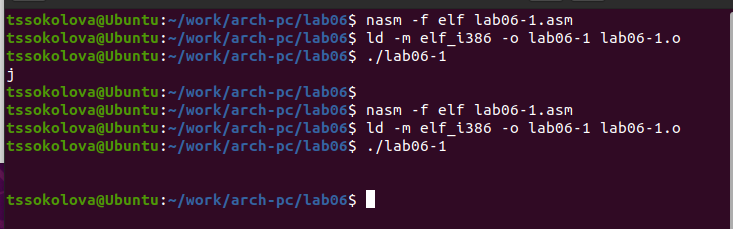 tssokolova@Ubuntu:~/work/arch-pc/lab06$ nasm -f elf lab06-1.asm
tssokolova@Ubuntu:~/work/arch-pc/lab06$ ld -m elf_i386 -o lab06-1 lab06-1.o
tssokolova@Ubuntu:~/work/arch-pc/lab06$ ./lab06-1
j
tssokolova@Ubuntu:~/work/arch-pc/lab06$
tssokolova@Ubuntu:~/work/arch-pc/lab06$ nasm -f elf lab06-1.asm
tssokolova@Ubuntu:~/work/arch-pc/lab06$ ld -m elf_i386 -o lab06-1 lab06-1.o
tssokolova@Ubuntu:~/work/arch-pc/lab06$ ./lab06-1
tssokolova@Ubuntu:~/work/arch-pc/lab06$